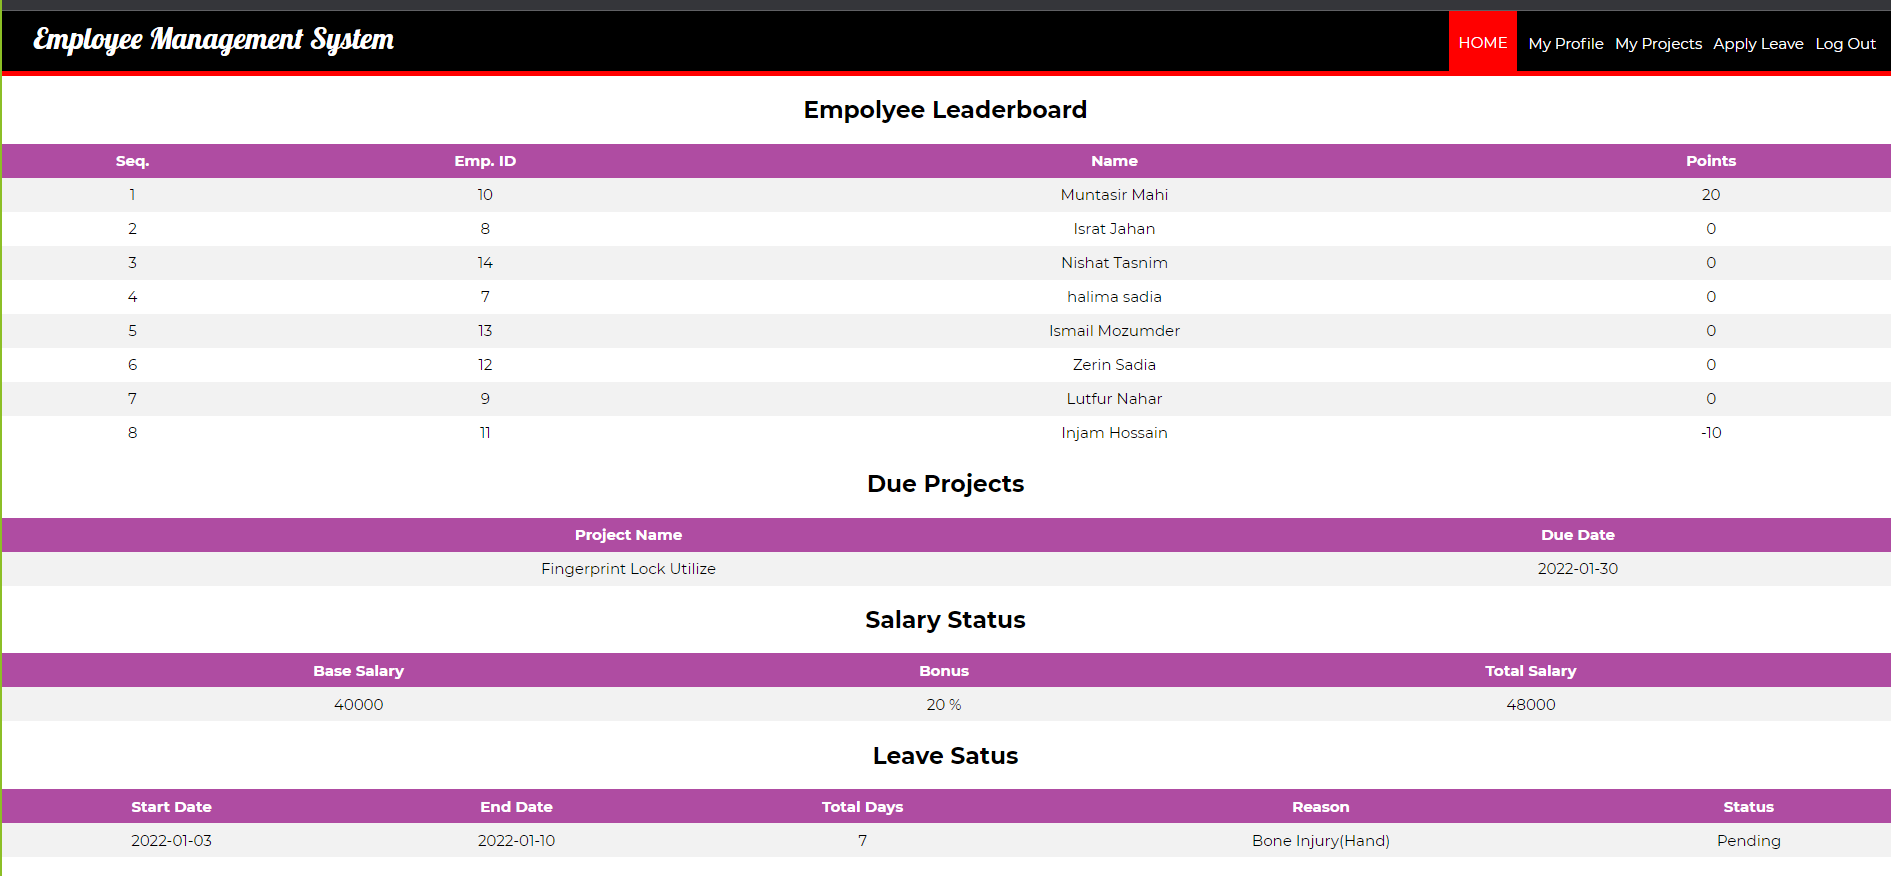 Employee Management System HOME My Profile My Projects Apply Leave Log Out
Empolyee Leaderboard
Seq. Emp. ID Name Points
1 10 Muntasir Mahi 20
2 8 Israt Jahan 0
3 14 Nishat Tasnim 0
4 7 halima sadia 0
5 13 Ismail Mozumder 0
6 12 Zerin Sadia 0
7 9 Lutfur Nahar 0
8 11 Injam Hossain -10
Due Projects
Project Name Due Date
Fingerprint Lock Utilize 2022-01-30
Salary Status
Base Salary Bonus Total Salary
40000 20 % 48000
Leave Satus
Start Date End Date Total Days Reason Status
2022-01-03 2022-01-10 7 Bone Injury(Hand) Pending